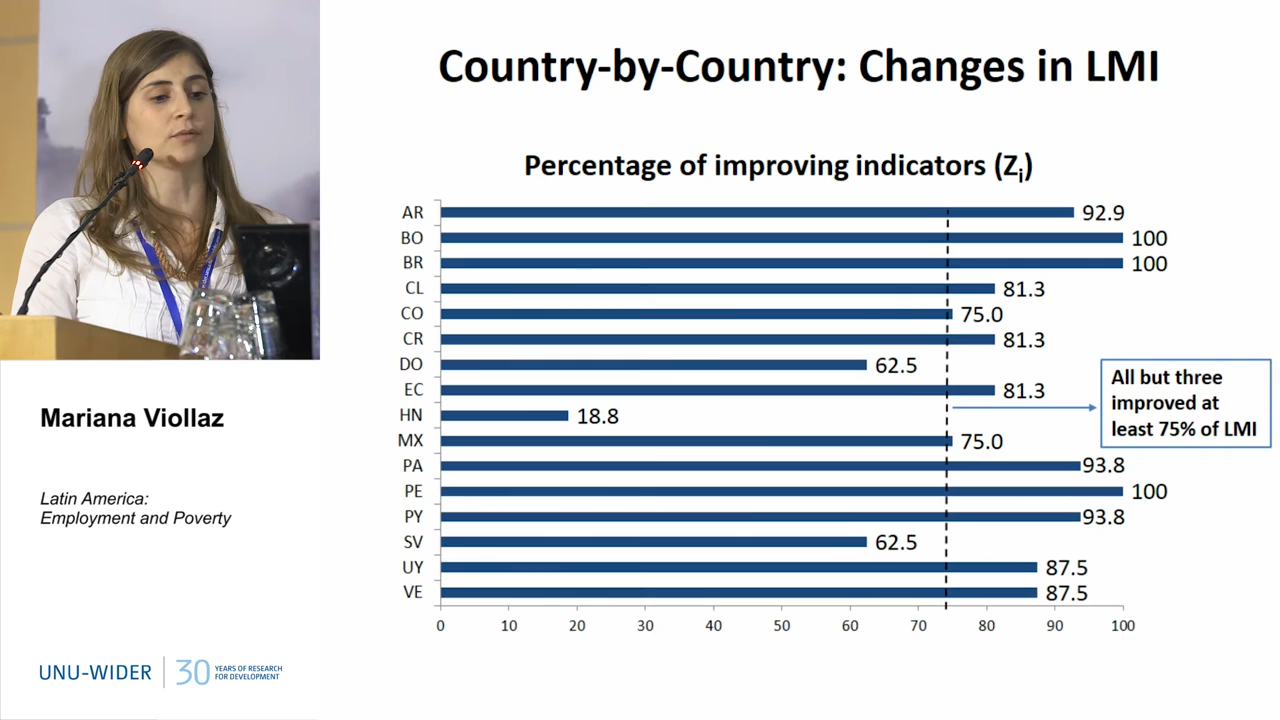 Country-by-Country: Changes in LMI
Percentage of improving indicators (Zi)
AR 92.9
BO 100
BR 100
CL 81.3
CO 75.0
CR 81.3
DO 62.5
EC 81.3
HN 18.8
MX 75.0
PA 93.8
PE 100
PY 93.8
SV 62.5
UY 87.5
VE 87.5
0 10 20 30 40 50 60 70 80 90 100
All but three
improved at
least 75% of LMI
Mariana Viollaz
Latin America:
Employment and Poverty
UNU-WIDER
30 YEARS OF RESEARCH
FOR DEVELOPMENT